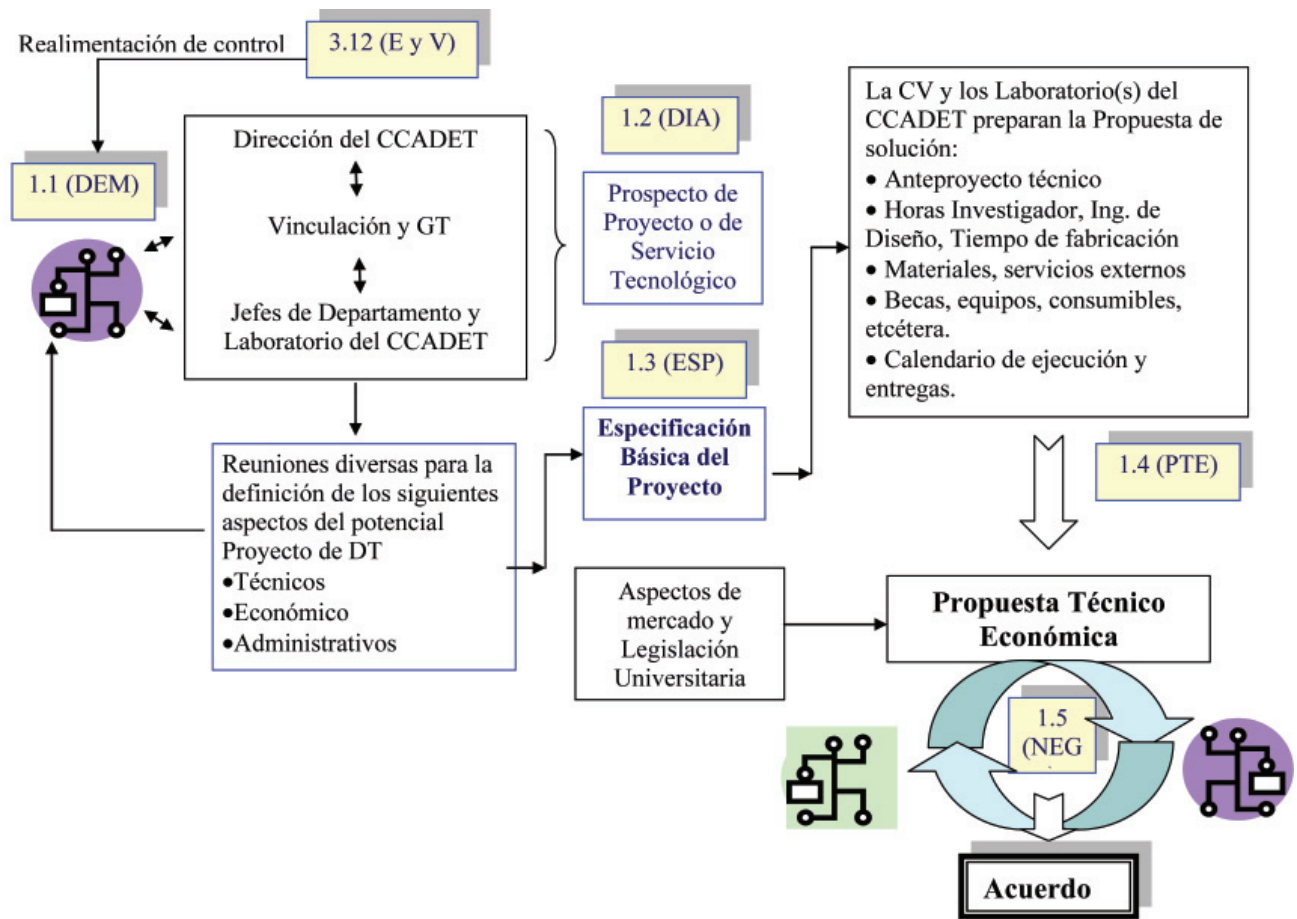 Realimentación de control
3.12 (E y V)
1.1 (DEM)
Dirección del CCADET
Vinculación y GT
Jefes de Departamento y
Laboratorio del CCADET
1.2 (DIA)
Prospecto de
Proyecto o de
Servicio
Tecnológico
1.3 (ESP)
Especificación
Básica del
Proyecto
La CV y los Laboratorio(s) del
CCADET preparan la Propuesta de
solución:
• Anteproyecto técnico
• Horas Investigador, Ing. de
Diseño, Tiempo de fabricación
• Materiales, servicios externos
• Becas, equipos, consumibles,
etcétera.
• Calendario de ejecución y
entregas.
1.4 (PTE)
Reuniones diversas para la
definición de los siguientes
aspectos del potencial
Proyecto de DT
•Técnicos
•Económico
•Administrativos
Aspectos de
mercado y
Legislación
Universitaria
Propuesta Técnico
Económica
1.5
(NEG
.
Acuerdo